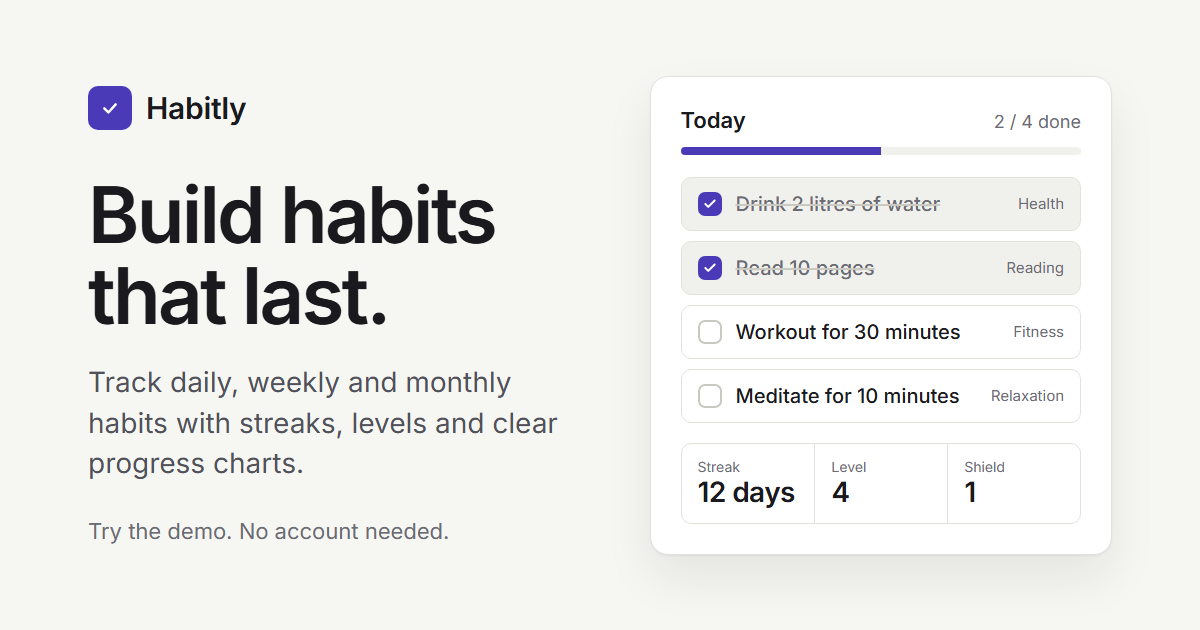 Habitly
Build habits
that last.
Track daily, weekly and monthly
habits with streaks, levels and clear
progress charts.
Try the demo. No account needed.
Today
2 / 4 done
Drink 2 litres of water
Health
Read 10 pages
Reading
Workout for 30 minutes
Fitness
Meditate for 10 minutes
Relaxation
Streak
12 days
Level
4
Shield
1